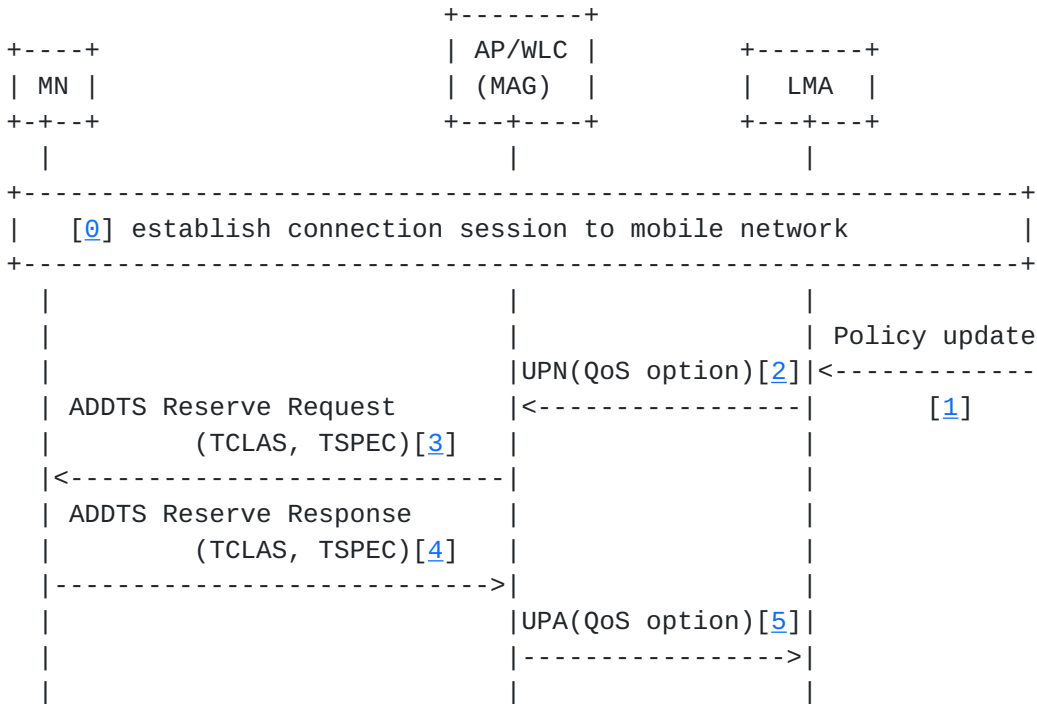 AP/WLC
MN (MAG) LMA
[0] establish connection session to mobile network
Policy update
UPN(QoS option)[2]
ADDTS Reserve Request [1]
(TCLAS, TSPEC)[3]
ADDTS Reserve Response
(TCLAS, TSPEC)[4]
UPA(QoS option)[5]